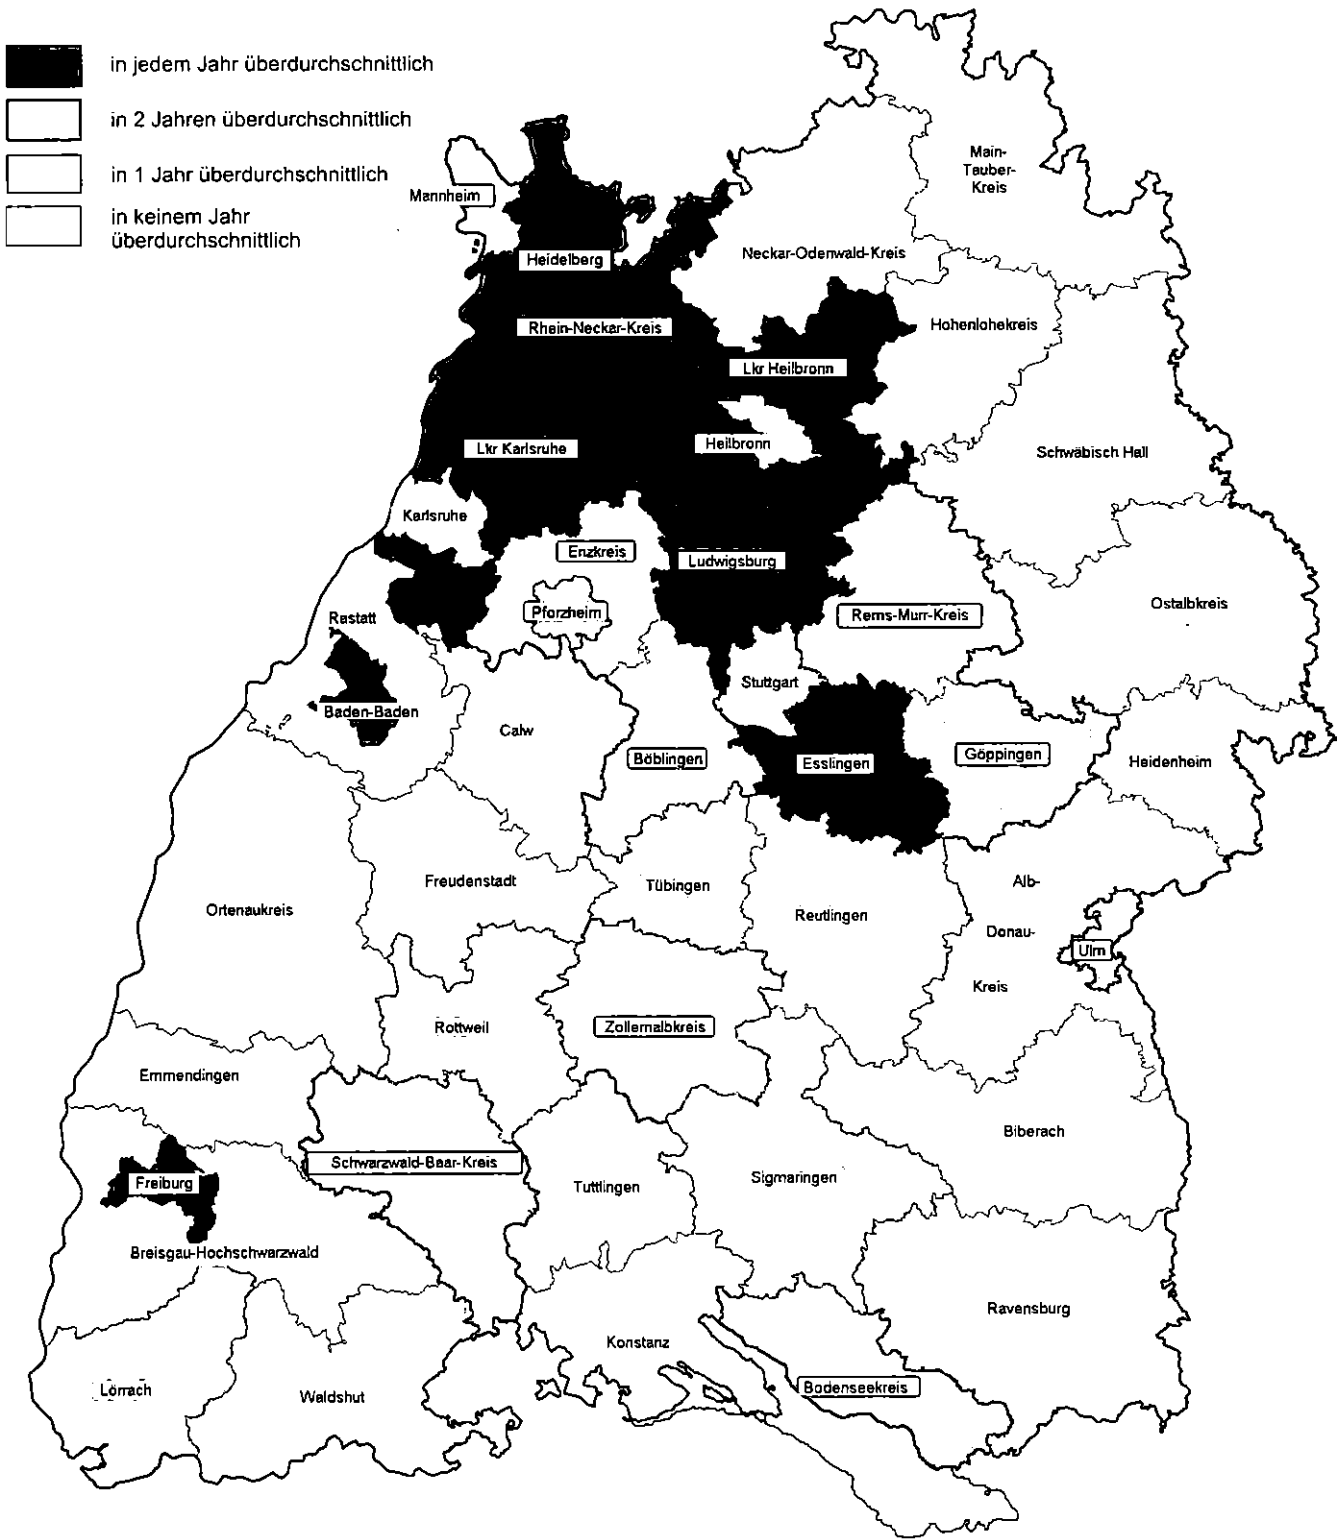 in jedem Jahr überdurchschnittlich
in 2 Jahren überdurchschnittlich
in 1 Jahr überdurchschnittlich
in keinem Jahr
überdurchschnittlich
Main-
Tauber-
Kreis
Mannheim
Neckar-Odenwald-Kreis
Heidelberg
Rhein-Neckar-Kreis
Hohenlohekreis
Lkr Heilbronn
Heilbronn
Lkr Karlsruhe
Schwäbisch Hall
Karlsruhe
Enzkreis
Ludwigsburg
Pforzheim
Rems-Murr-Kreis
Ostalbkreis
Rastatt
Stuttgart
Baden-Baden
Calw
Böblingen
Esslingen
Göppingen
Heidenheim
Freudenstadt
Tübingen
Alb-
Donau-
Kreis
Ortenaukreis
Reutlingen
Ulm
Rottweil
Zollernalbkreis
Emmendingen
Biberach
Schwarzwald-Baar-Kreis
Freiburg
Tuttlingen
Sigmaringen
Breisgau-Hochschwarzwald
Ravensburg
Konstanz
Lörrach
Waldshut
Bodenseekreis